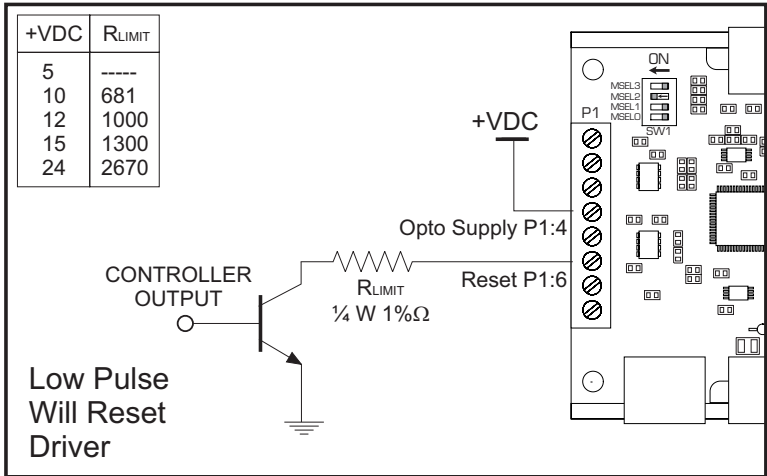 +VDC RLIMIT
5 -----
10 681
12 1000
15 1300
24 2670
ON
MSEL3
MSEL2
MSEL1
MSEL0
SW1
P1
+VDC
Opto Supply P1:4
Reset P1:6
CONTROLLER
OUTPUT
RLIMIT
¼ W 1%Ω
Low Pulse
Will Reset
Driver